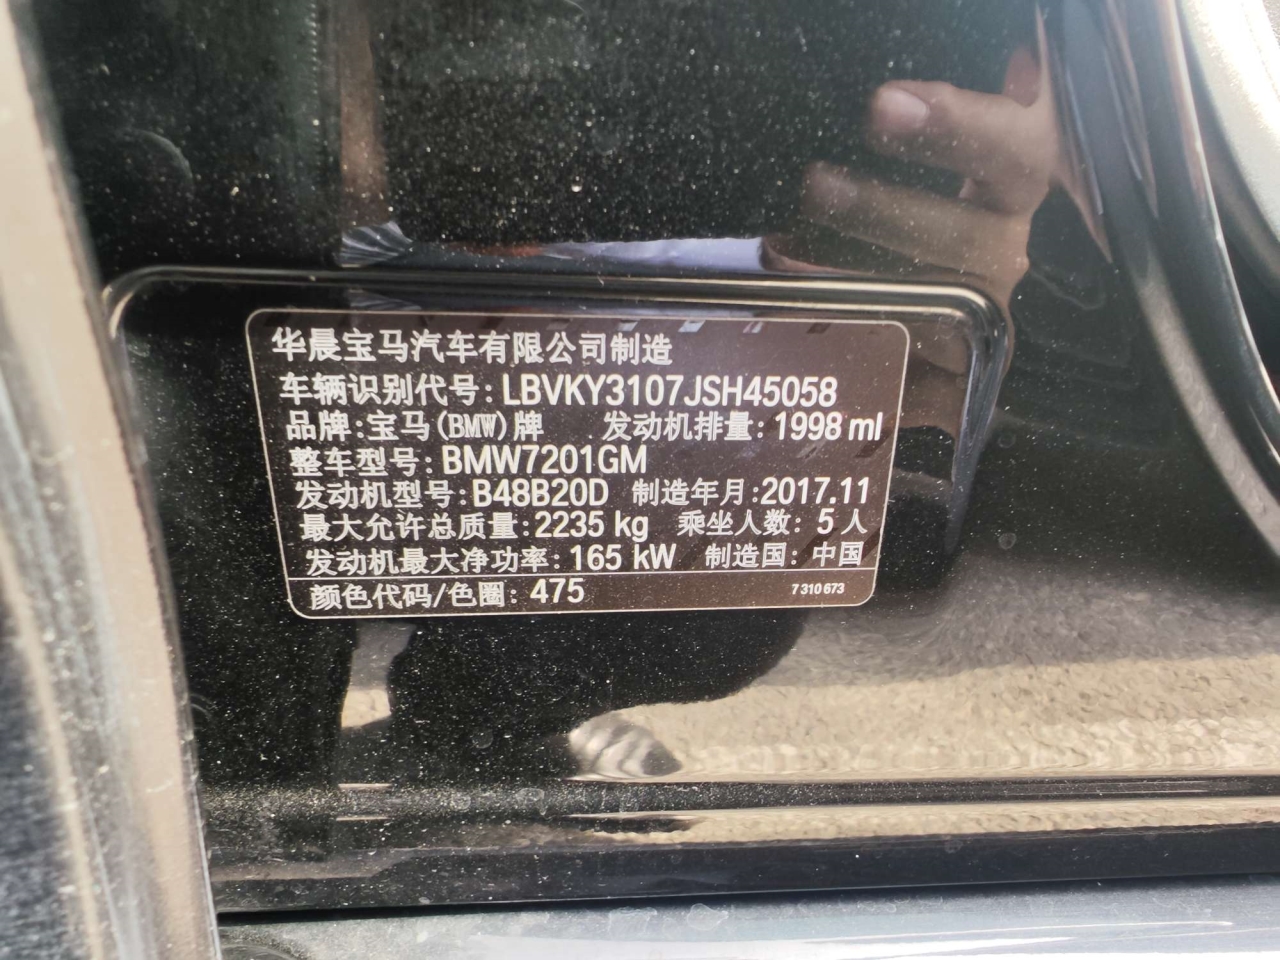 华晨宝马汽车有限公司制造
车辆识别代号: LBVKY3107JSH45058
品牌:宝马(BMW)牌 发动机排量: 1998 ml
整车型号: BMW7201GM
发动机型号: B48B20D 制造年月:2017.11
最大允许总质量: 2235 kg 乘坐人数: 5 人
发动机最大净功率: 165 kW 制造国: 中国
颜色代码/色圈: 475 7 310 673